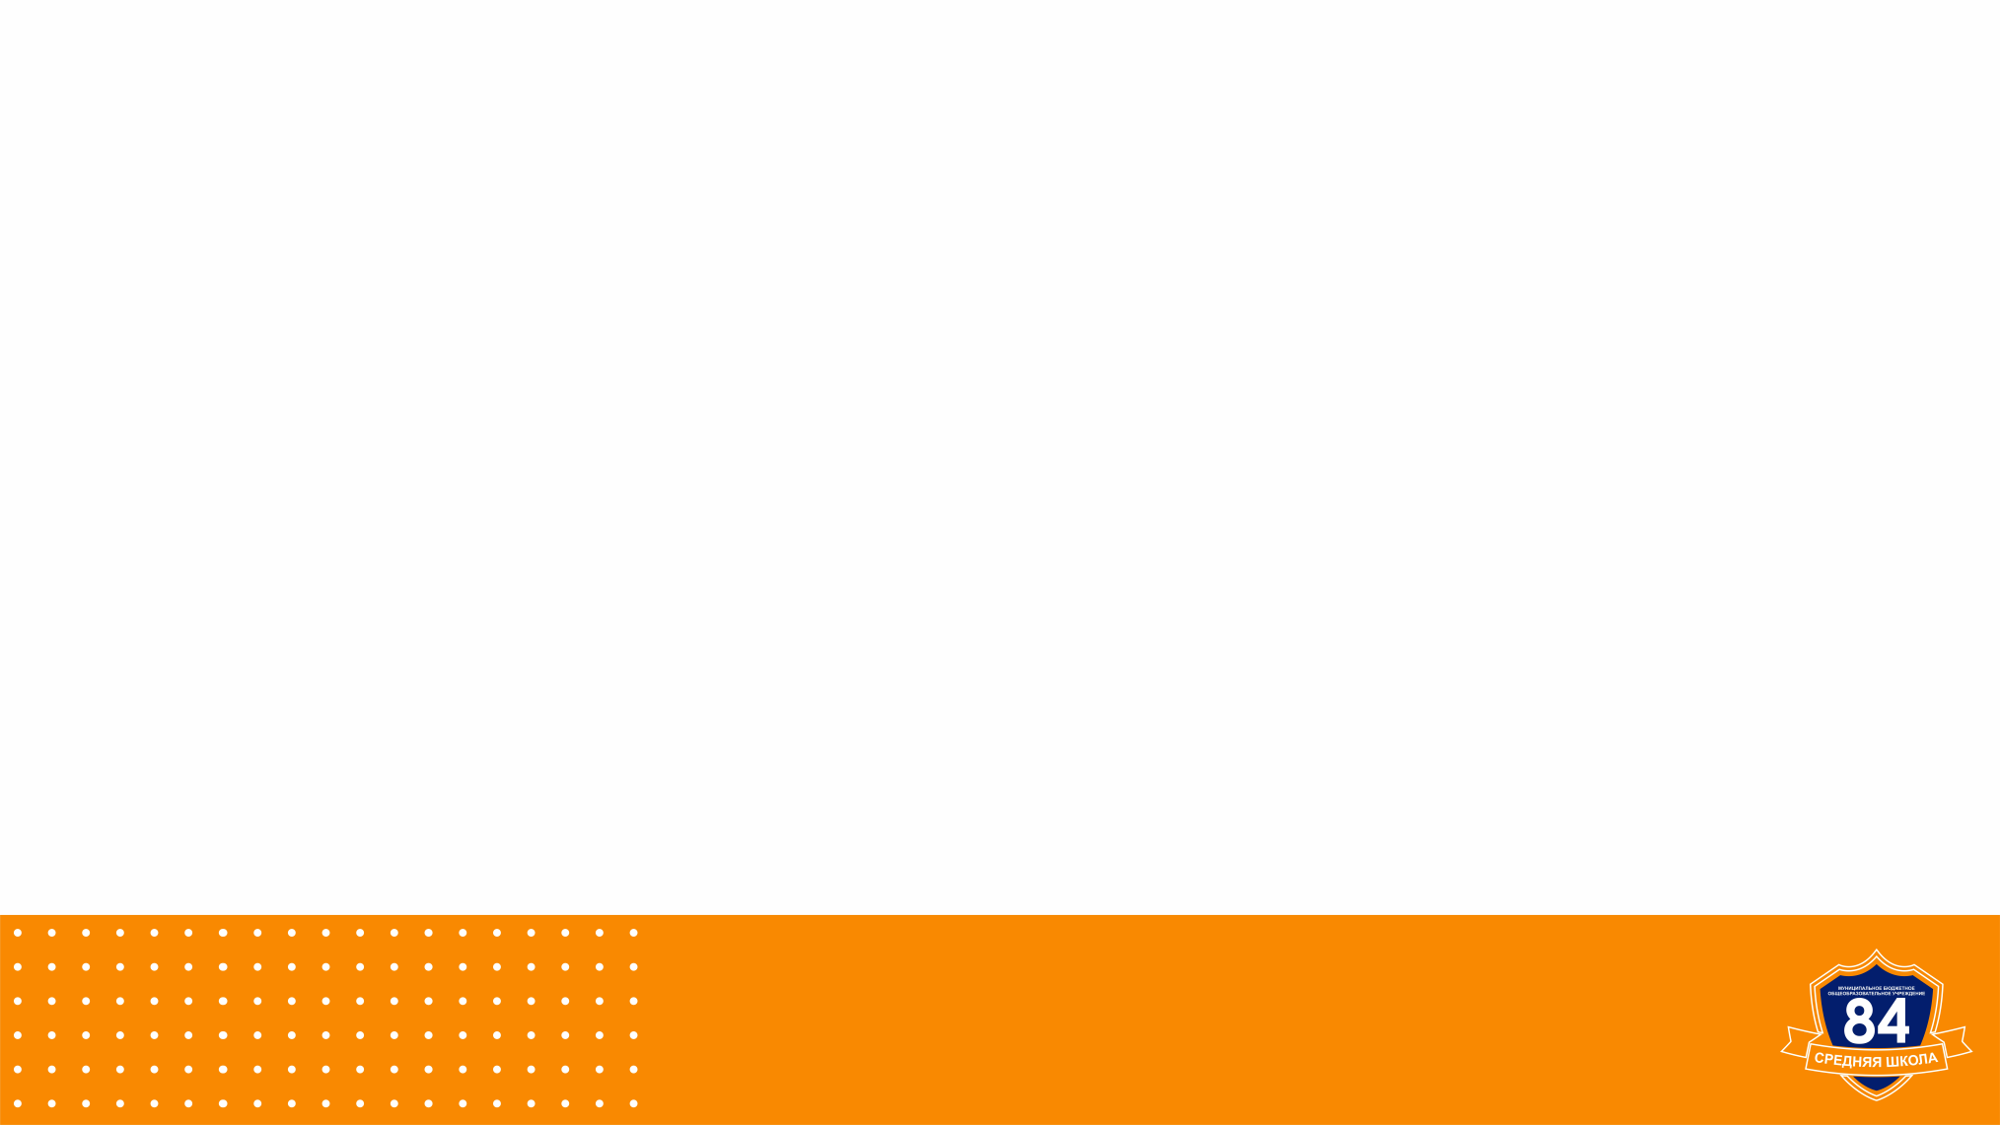 МУНИЦИПАЛЬНОЕ БЮДЖЕТНОЕ
ОБЩЕОБРАЗОВАТЕЛЬНОЕ УЧРЕЖДЕНИЕ
84
СРЕДНЯЯ ШКОЛА